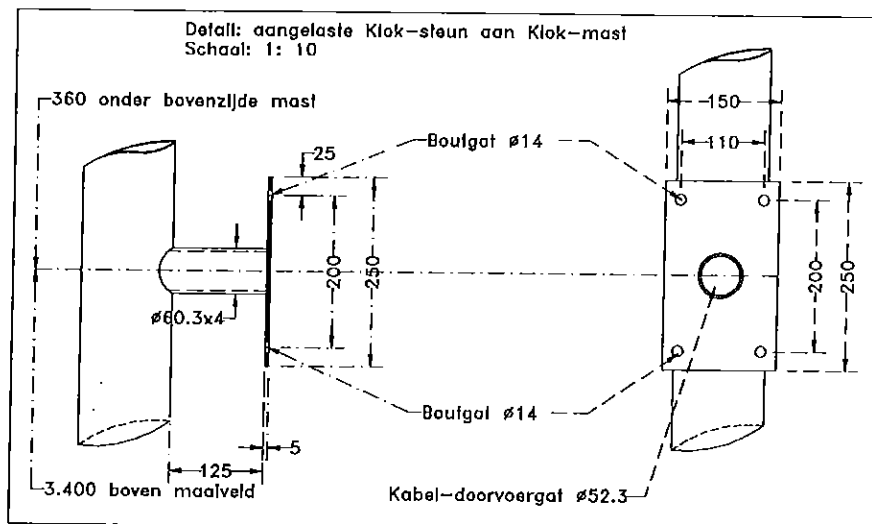 Detail: aangelaste Klok-steun aan Klok-mast
Schaal: 1: 10
360 onder bovenzijde mast
150
Boutgat ø14
110
25
200
250
200
250
ø60.3x4
Boutgat ø14
5
125
3.400 boven maaiveld
Kabel-doorvoergat ø52.3